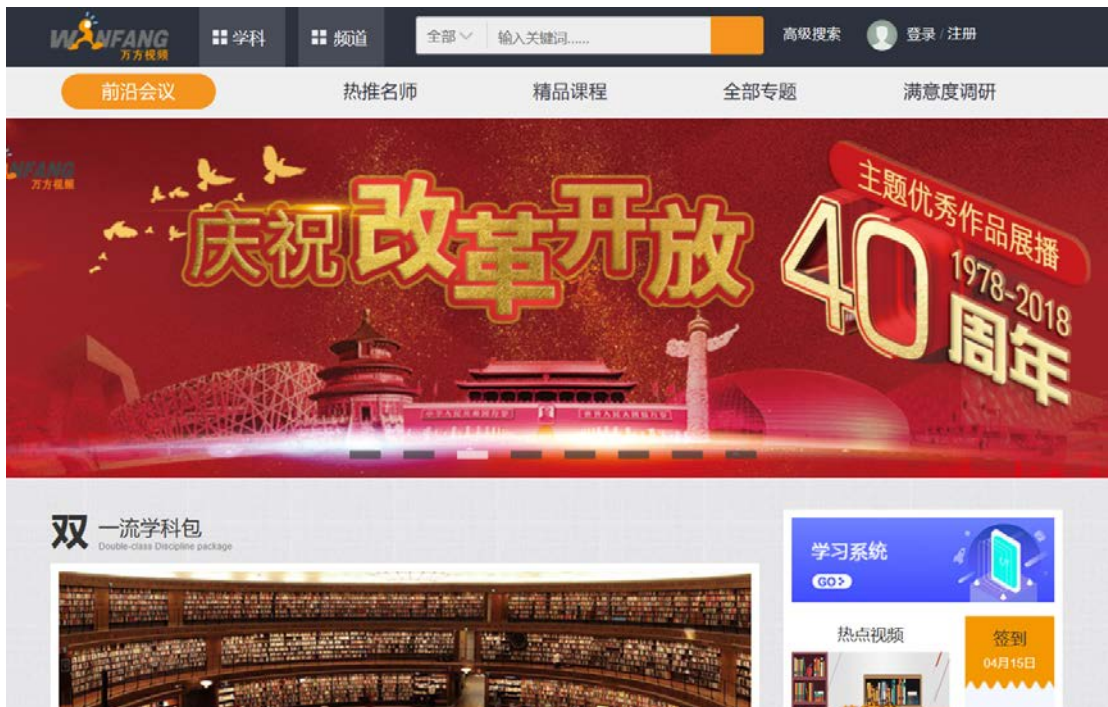 WANFANG
万方视频
学科
频道
全部
输入关键词......
高级搜索
登录 / 注册
前沿会议
热推名师
精品课程
全部专题
满意度调研
万方视频
庆祝改革开放
40周年
主题优秀作品展播
1978-2018
双一流学科包
Double-class Discipline package
学习系统
GO
热点视频
签到
04月15日